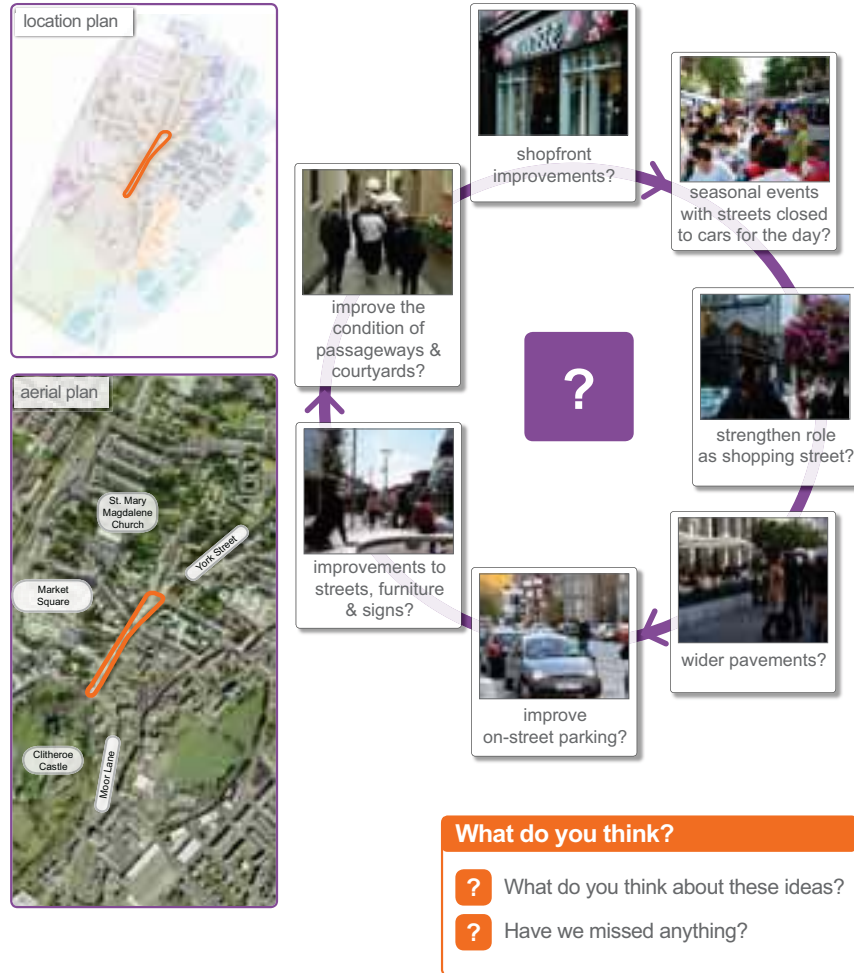 location plan
shopfront
improvements?
seasonal events
with streets closed
to cars for the day?
improve the
condition of
passageways &
courtyards?
?
strengthen role
as shopping street?
aerial plan
St. Mary
Magdalene
Church
York Street
Market
Square
Clitheroe
Castle
Moor Lane
improvements to
streets, furniture
& signs?
wider pavements?
improve
on-street parking?
What do you think?
? What do you think about these ideas?
? Have we missed anything?